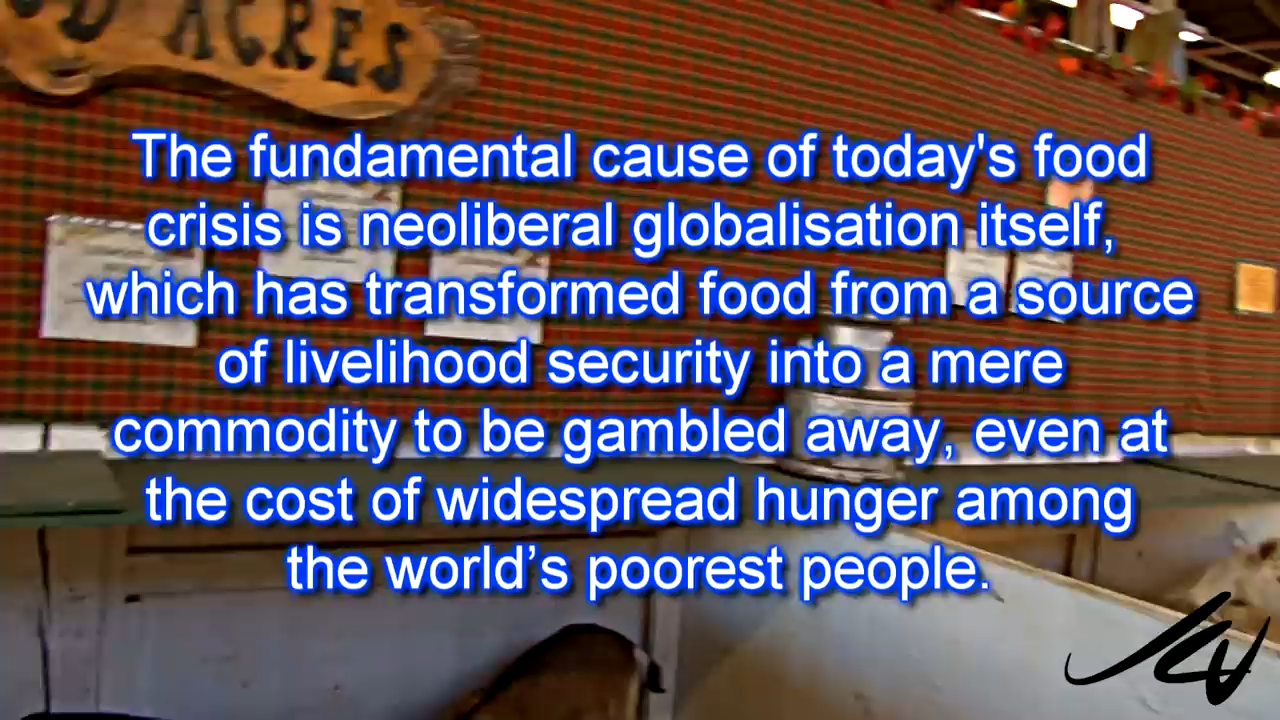 D ACRES
The fundamental cause of today's food
crisis is neoliberal globalisation itself,
which has transformed food from a source
of livelihood security into a mere
commodity to be gambled away, even at
the cost of widespread hunger among
the world’s poorest people.